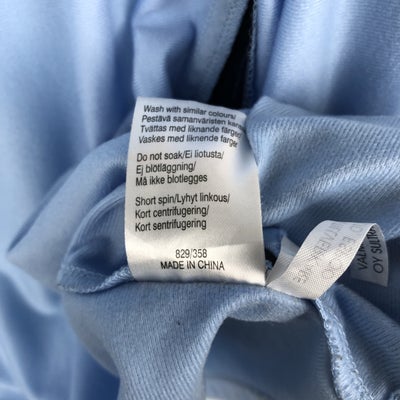 Wash with similar colours/
Pestävä samanväristen
Tvättas med liknande färger/
Vaskes med liknende farger
Do not soak/Ei liotusta/
Ej blötläggning/
Må ikke blotlegges
Short spin/Lyhyt linkous/
Kort centrifugering/
Kort sentrifugering
829/358
MADE IN CHINA
OY